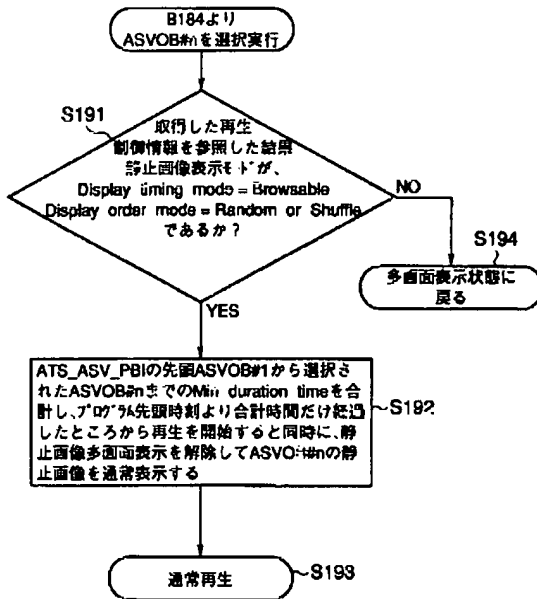 B184より
ASVOB#nを選択実行
S191
取得した再生
制御情報を参照した結果
静止画像表示モードが、
Display timing mode = Browsable
Display order mode = Random or Shuffle
であるか?
NO
S194
多画面表示状態に
戻る
YES
ATS_ASV_PBIの先頭ASVOB#1から選択さ
れたASVOB#nまでのMin duration timeを合
計し、プログラム先頭時刻より合計時間だけ経過
したところから再生を開始すると同時に、静
止画像多画面表示を解除してASVOB#nの静
止画像を通常表示する
S192
通常再生
S193